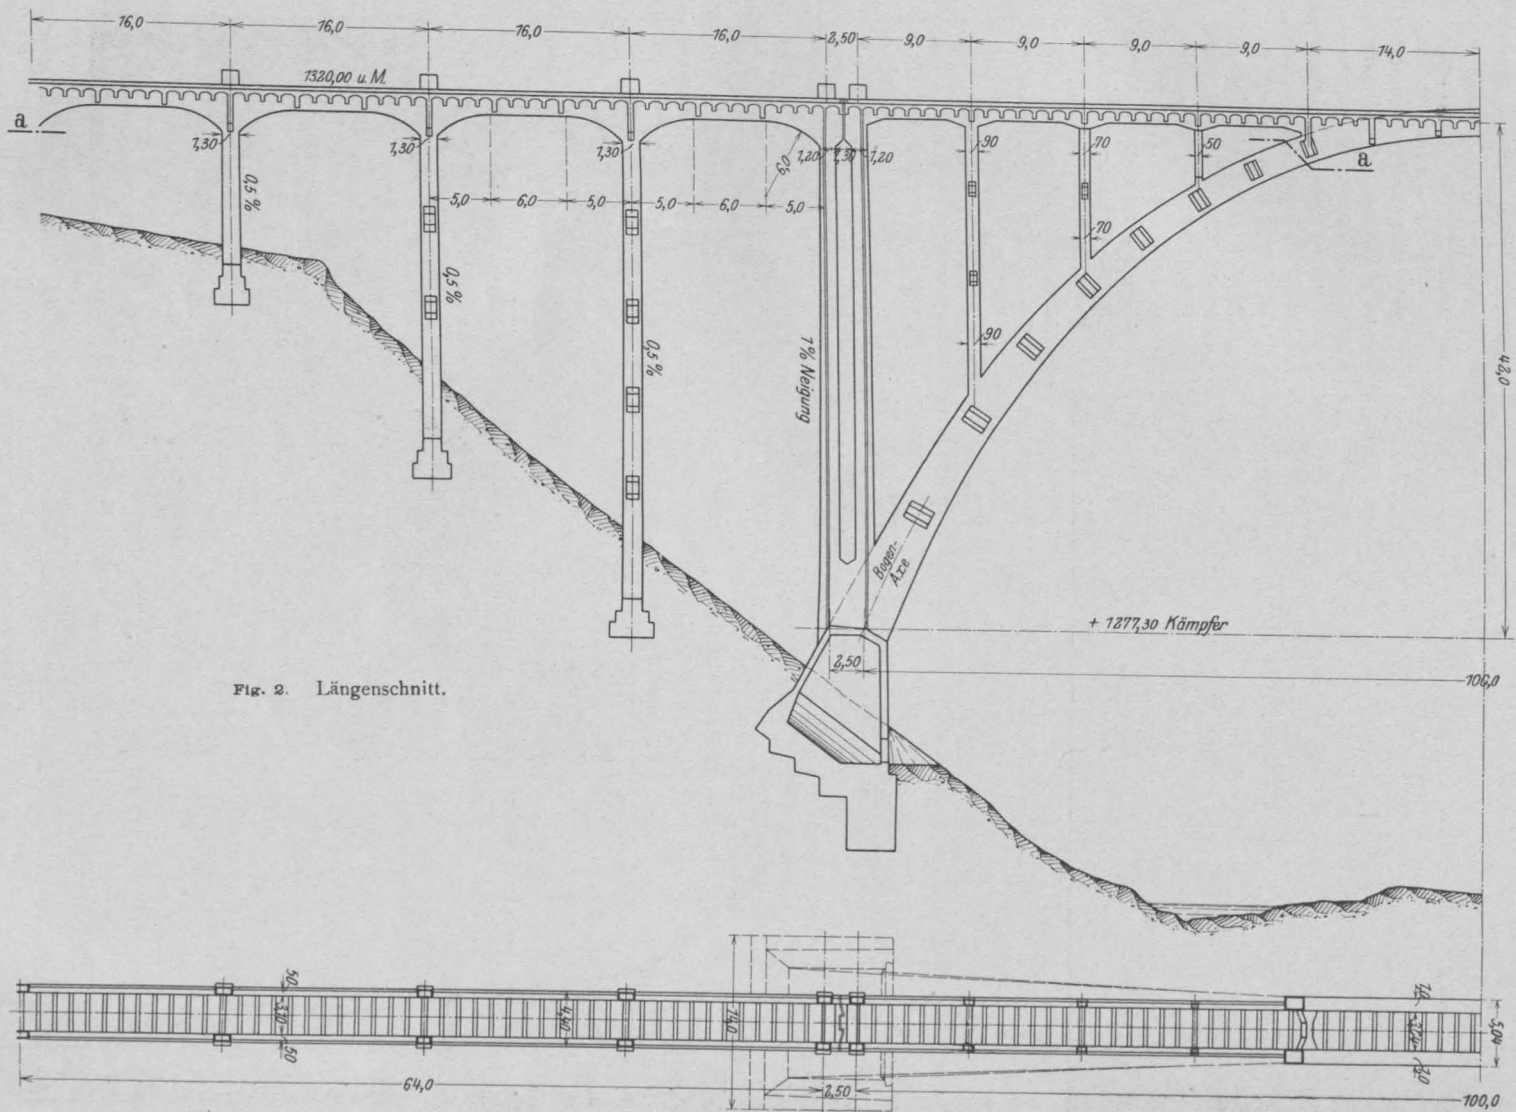 16,0 16,0 16,0 16,0 2,50 9,0 9,0 9,0 9,0 14,0
1320,00 u. M.
a
1,30 1,30 1,30 6,0 1,20 1,30 1,20 90 70 50 a
0,5 %
5,0 6,0 5,0 5,0 6,0 5,0
70
0,5 %
0,5 %
1 % Neigung
90
42,0
Bogen-
Axe
+ 1277,30 Kämpfer
2,50
100,0
Fig. 2. Längenschnitt.
50 3,40 50
4,40
14,0
5,04
64,0 2,50 100,0